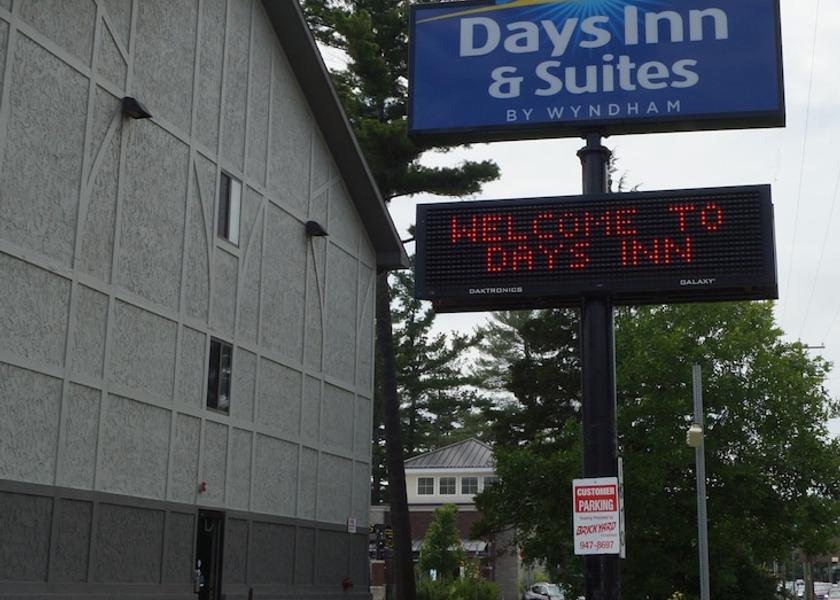 Days Inn
& Suites
BY WYNDHAM
WELCOME TO
DAYS INN
DAKTRONICS GALAXY
CUSTOMER
PARKING
BRICKYARD
947-8697